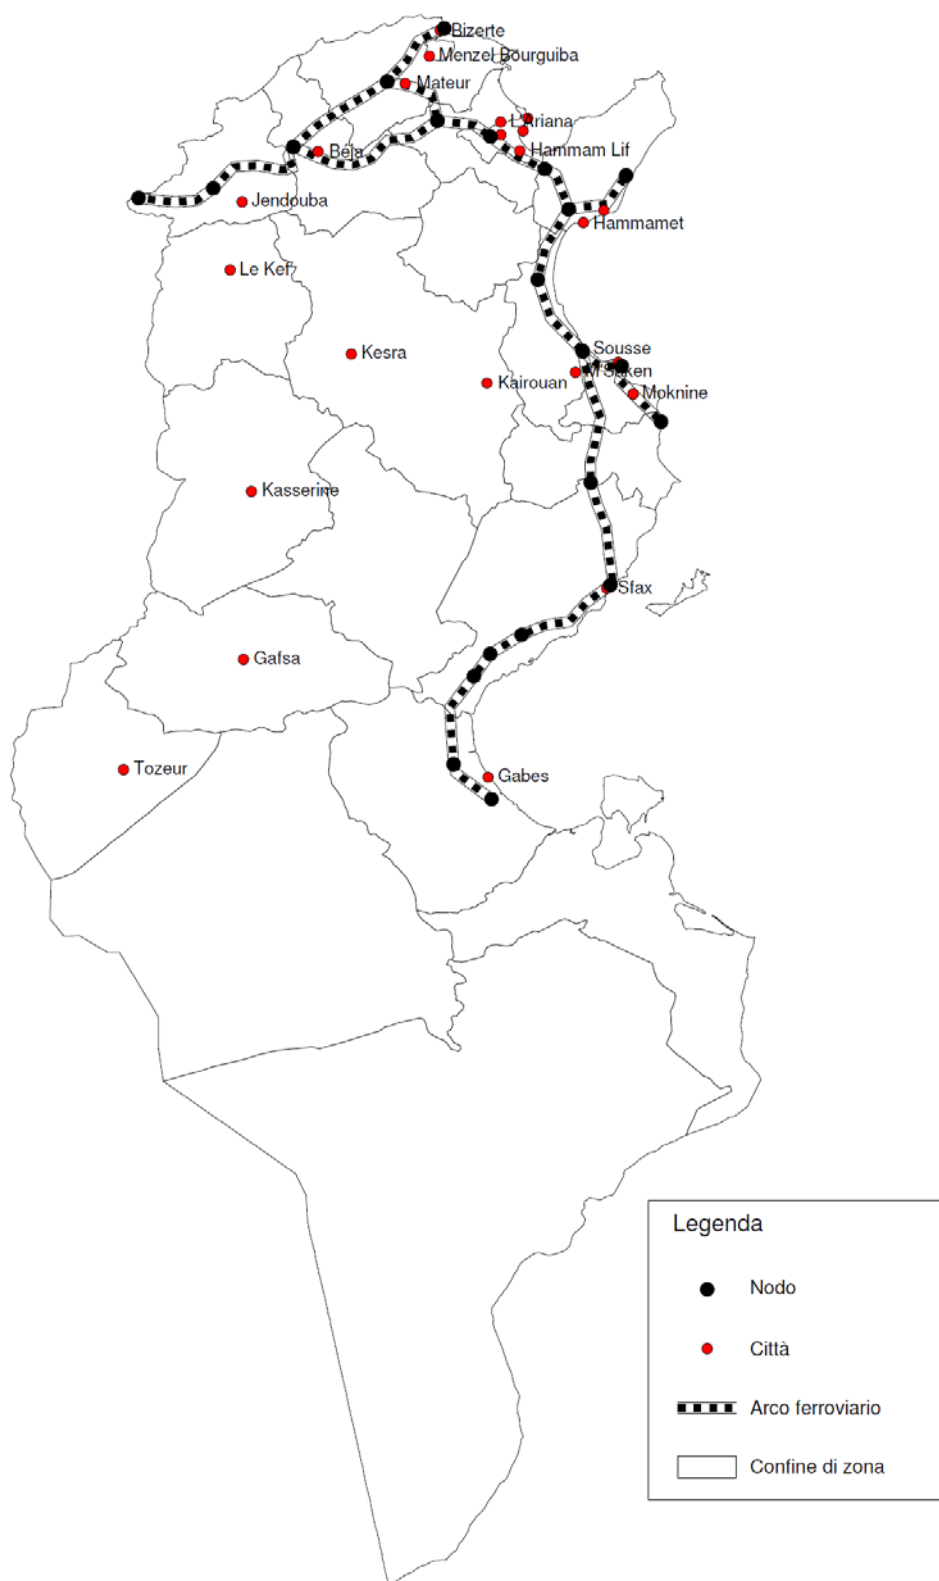 Bizerte
Menzel Bourguiba
Mateur
L'Ariana
Béja
Hammam Lif
Jendouba
Hammamet
Le Kef
Sousse
Kesra
M'Saken
Kairouan
Moknine
Kasserine
Sfax
Gafsa
Tozeur
Gabes
Legenda
Nodo
Città
Arco ferroviario
Confine di zona